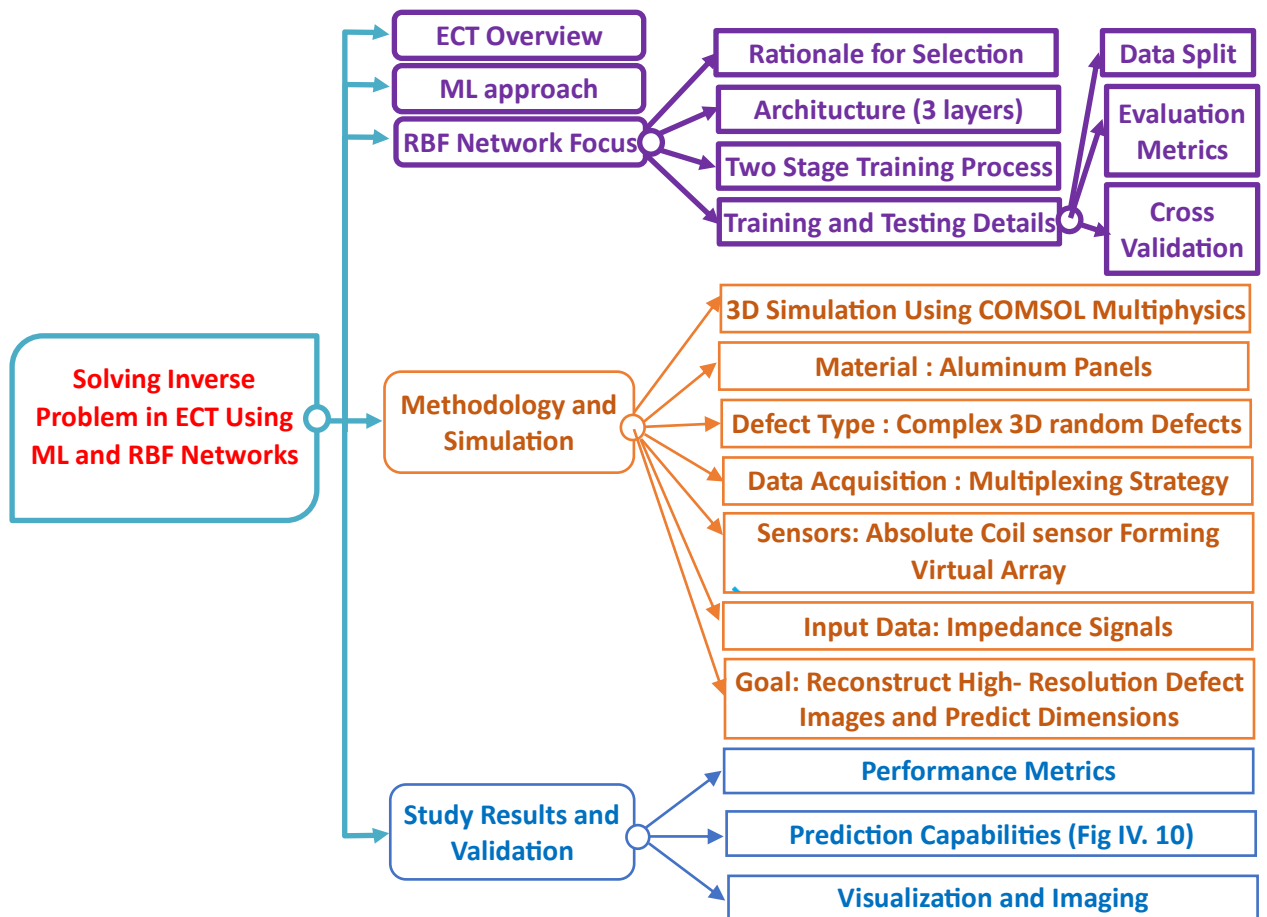 Solving Inverse
Problem in ECT Using
ML and RBF Networks
ECT Overview
ML approach
RBF Network Focus
Rationale for Selection
Architucture (3 layers)
Two Stage Training Process
Training and Testing Details
Data Split
Evaluation
Metrics
Cross
Validation
Methodology and
Simulation
3D Simulation Using COMSOL Multiphysics
Material : Aluminum Panels
Defect Type : Complex 3D random Defects
Data Acquisition : Multiplexing Strategy
Sensors: Absolute Coil sensor Forming
Virtual Array
Input Data: Impedance Signals
Goal: Reconstruct High- Resolution Defect
Images and Predict Dimensions
Study Results and
Validation
Performance Metrics
Prediction Capabilities (Fig IV. 10)
Visualization and Imaging